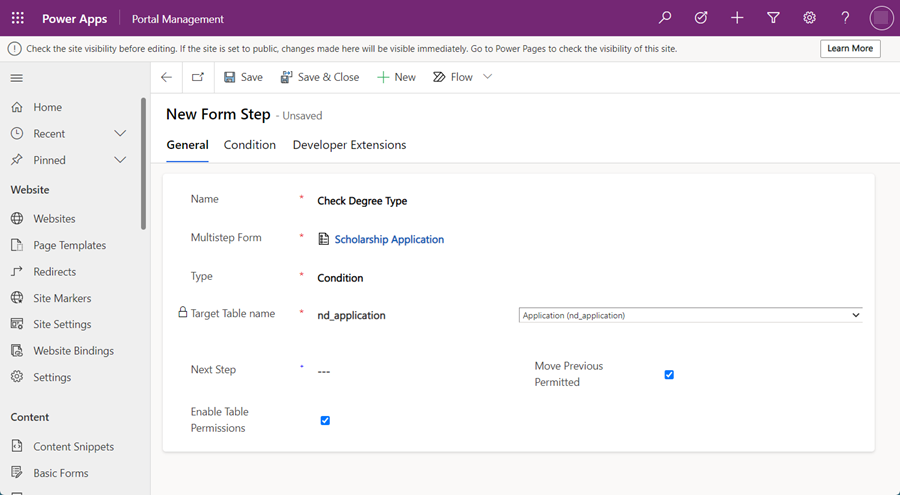 Power Apps Portal Management
Check the site visibility before editing. If the site is set to public, changes made here will be visible immediately. Go to Power Pages to check the visibility of this site. Learn More
Save Save & Close New Flow
Home
Recent
Pinned
Website
Websites
Page Templates
Redirects
Site Markers
Site Settings
Website Bindings
Settings
Content
Content Snippets
Basic Forms
New Form Step - Unsaved
General Condition Developer Extensions
Name * Check Degree Type
Multistep Form * Scholarship Application
Type * Condition
Target Table name * nd_application Application (nd_application)
Next Step * ---
Move Previous
Permitted
Enable Table
Permissions